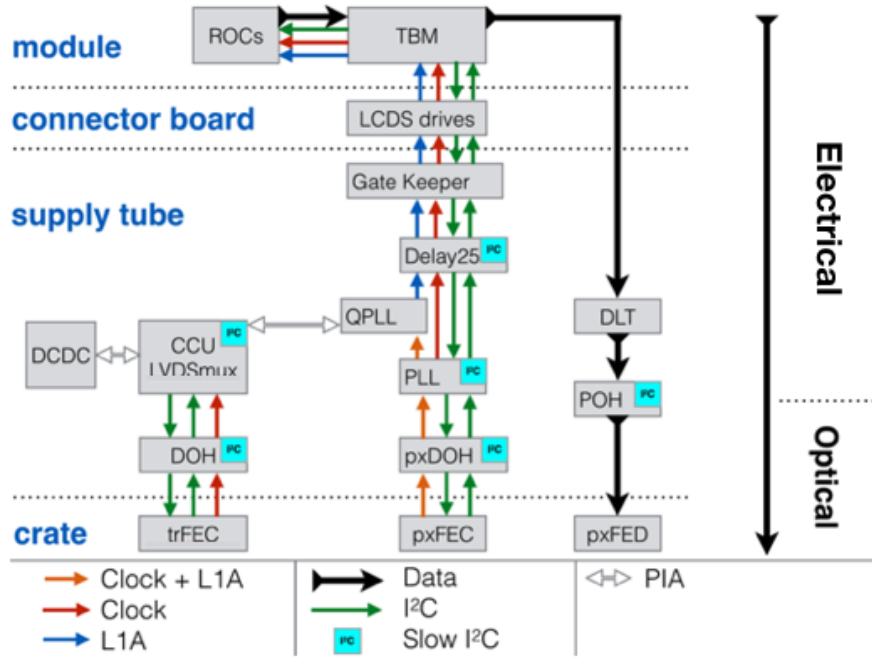 ROCs
TBM
module
connector board
LCDS drives
Gate Keeper
supply tube
Delay25 I²C
QPLL
DLT
DCDC
CCU I²C
LVDSmux
PLL I²C
POH I²C
DOH I²C
pxDOH I²C
crate
trFEC
pxFEC
pxFED
Electrical
Optical
Clock + L1A
Clock
L1A
Data
I²C
I²C Slow I²C
PIA